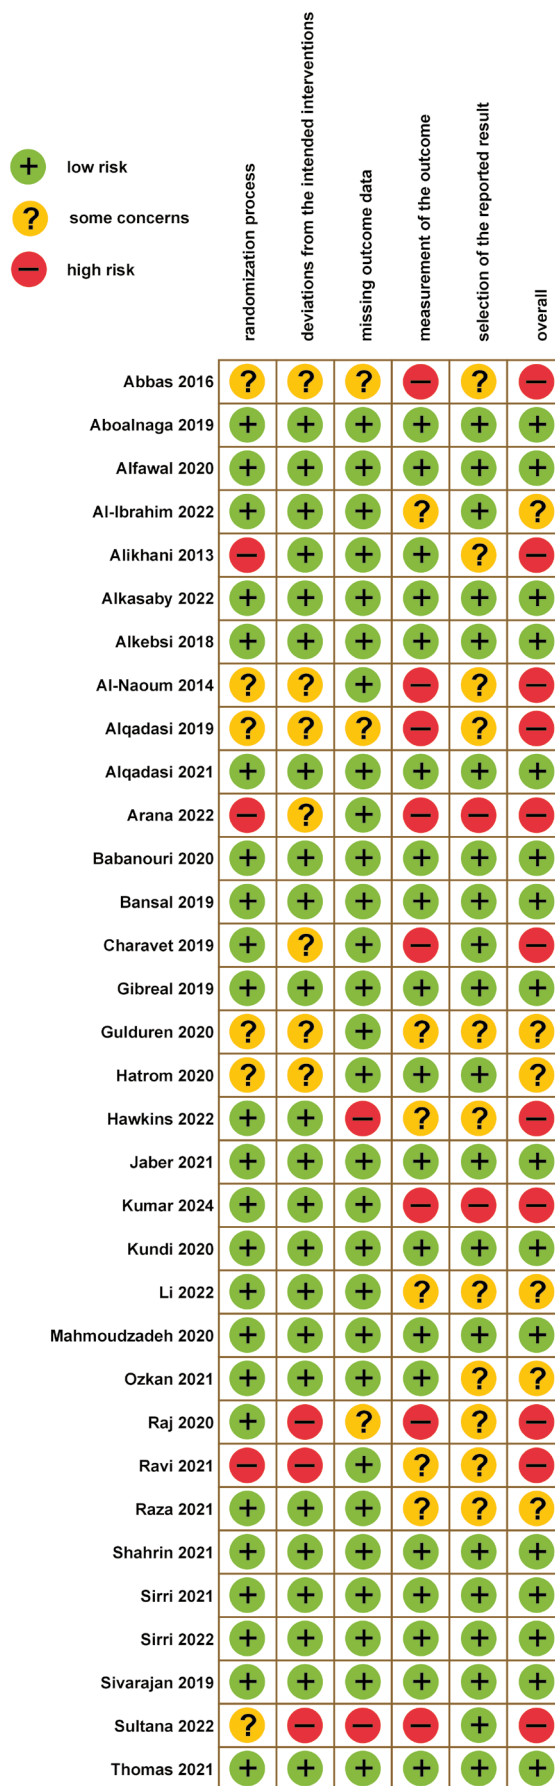 low risk
some concerns
high risk
randomization process
deviations from the intended interventions
missing outcome data
measurement of the outcome
selection of the reported result
overall
Abbas 2016 ? ? ? − ? −
Aboalnaga 2019 + + + + + +
Alfawal 2020 + + + + + +
Al-Ibrahim 2022 + + + ? + ?
Alikhani 2013 − + + + ? −
Alkasaby 2022 + + + + + +
Alkebsi 2018 + + + + + +
Al-Naoum 2014 ? ? + − ? −
Alqadasi 2019 ? ? ? − ? −
Alqadasi 2021 + + + + + +
Arana 2022 − ? + − − −
Babanouri 2020 + + + + + +
Bansal 2019 + + + + + +
Charavet 2019 + ? + − + −
Gibreal 2019 + + + + + +
Gulduren 2020 ? ? + ? ? ?
Hatrom 2020 ? ? + + + ?
Hawkins 2022 + + − ? ? −
Jaber 2021 + + + + + +
Kumar 2024 + + + − − −
Kundi 2020 + + + + + +
Li 2022 + + + ? ? ?
Mahmoudzadeh 2020 + + + + + +
Ozkan 2021 + + + + ? ?
Raj 2020 + − ? − ? −
Ravi 2021 − − + ? ? −
Raza 2021 + + + ? ? ?
Shahrin 2021 + + + + + +
Sirri 2021 + + + + + +
Sirri 2022 + + + + + +
Sivarajan 2019 + + + + + +
Sultana 2022 ? − − − + −
Thomas 2021 + + + + + +